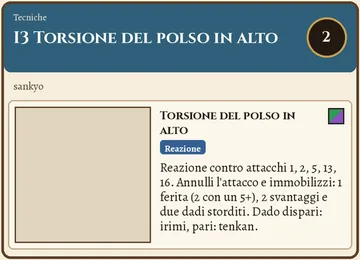 Tecniche
I3 Torsione del polso in alto
2
sankyo
Torsione del polso in
alto
Reazione
Reazione contro attacchi 1, 2, 5, 13,
16. Annulli l'attacco e immobilizzi: 1
ferita (2 con un 5+), 2 svantaggi e
due dadi storditi. Dado dispari:
irimi, pari: tenkan.